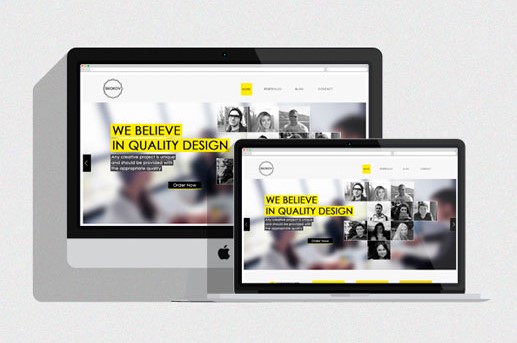 BROKOV
HOME PORTFOLIO BLOG CONTACT
WE BELIEVE
IN QUALITY DESIGN
Any creative project is unique
and should be provided with
the appropriate quality
Order Now
HOME PORTFOLIO BLOG CONTACT
WE BELIEVE
IN QUALITY DESIGN
Any creative project is unique
and should be provided with
the appropriate quality
Order Now